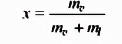 x = m_v / (m_v + m_l)